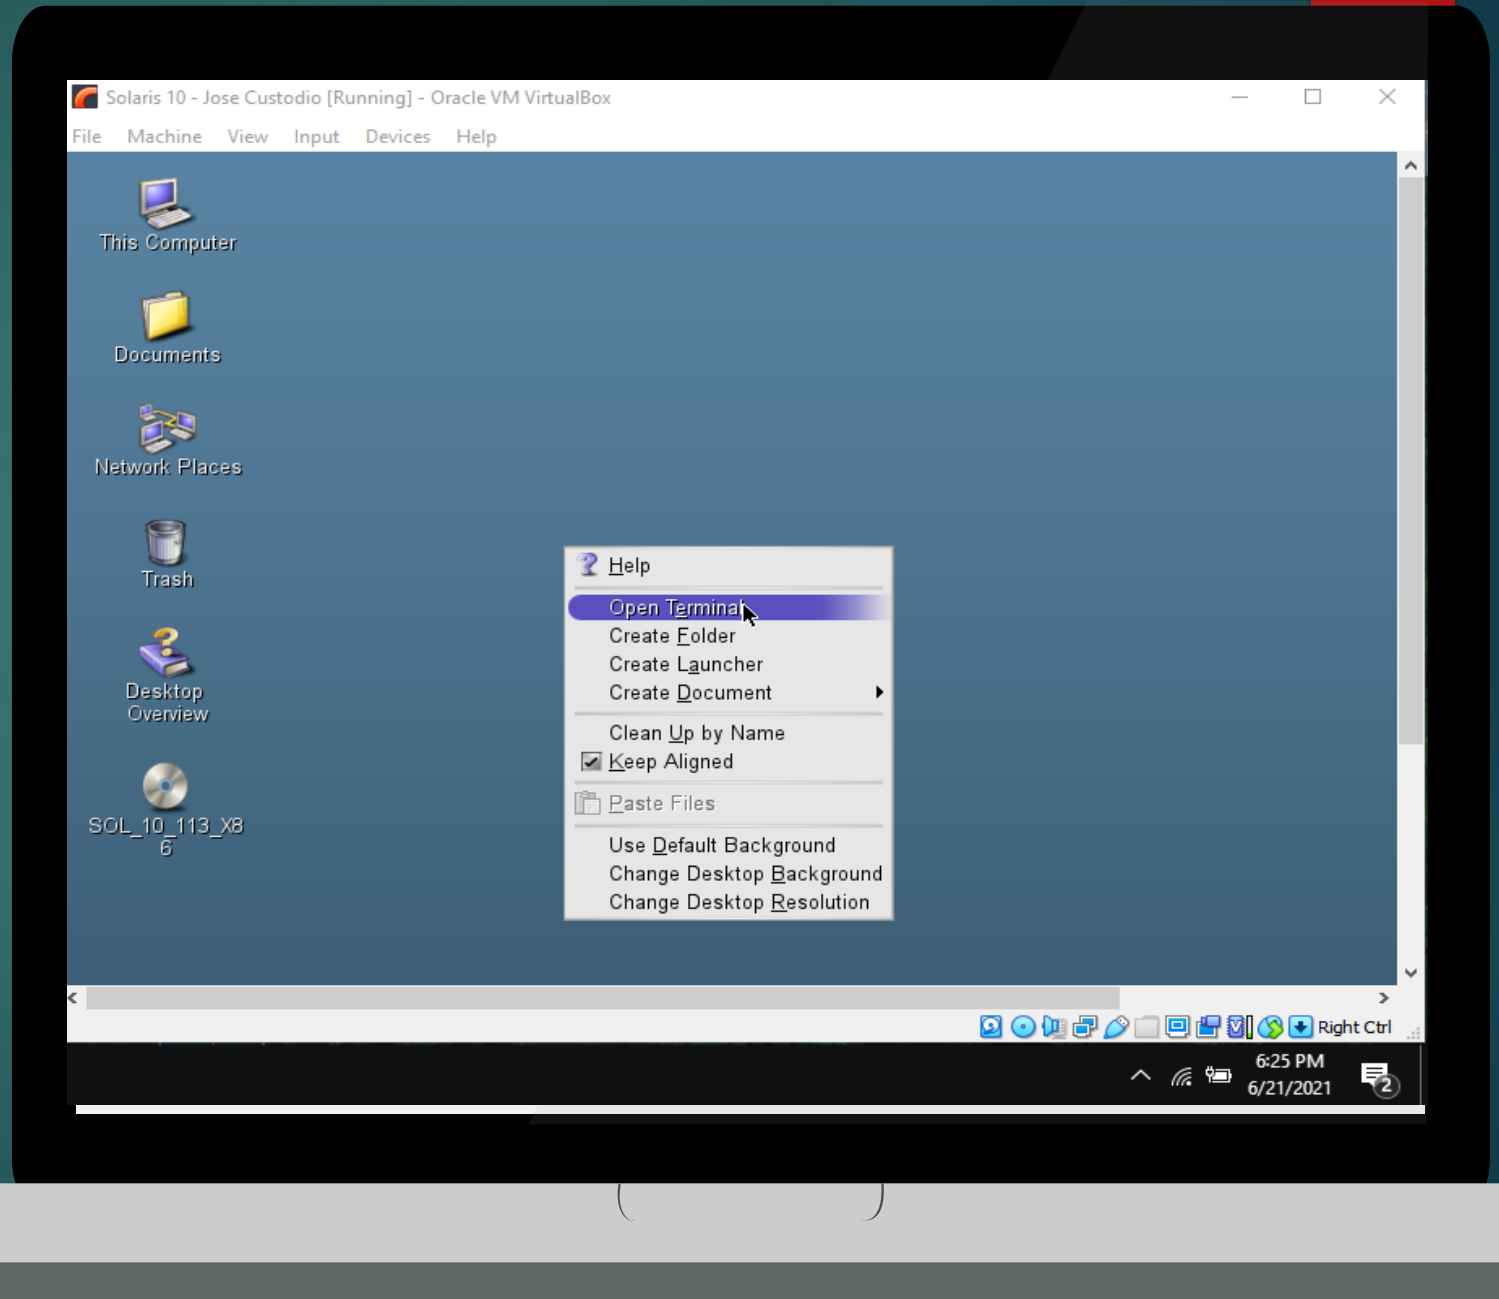 Solaris 10 - Jose Custodio [Running] - Oracle VM VirtualBox
File Machine View Input Devices Help
This Computer
Documents
Network Places
Trash
Desktop
Overview
SOL_10_113_X8
6
Help
Open Terminal
Create Folder
Create Launcher
Create Document
Clean Up by Name
Keep Aligned
Paste Files
Use Default Background
Change Desktop Background
Change Desktop Resolution
Right Ctrl
6:25 PM
6/21/2021
2